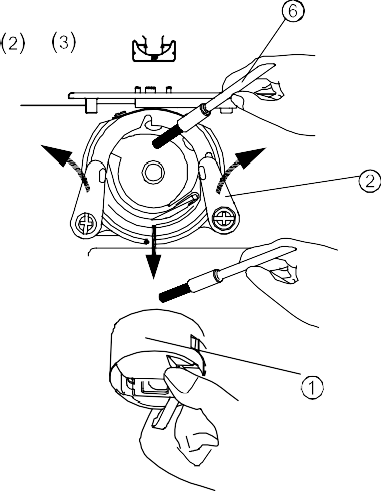 ⑥
(2) (3)
②
①